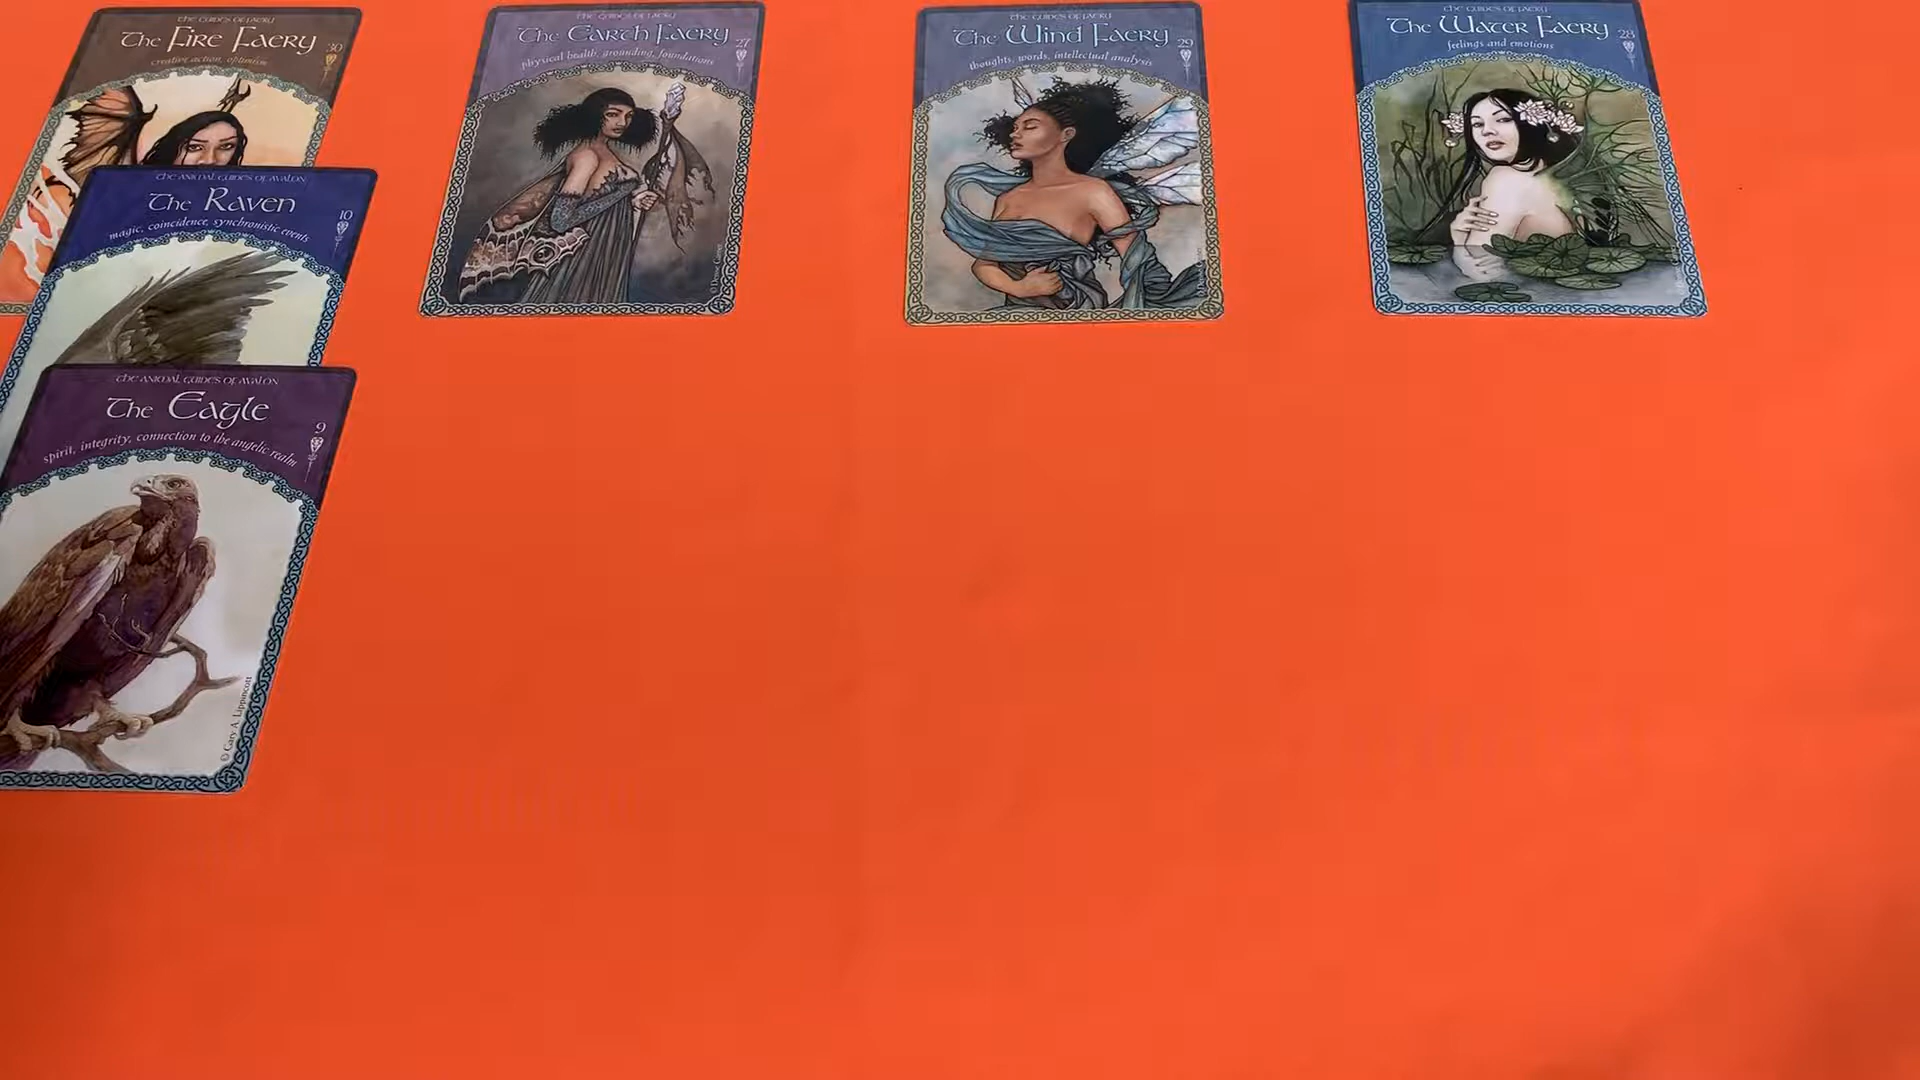 THE GUIDES OF FAERY
The Fire Faery
30
creative action, optimism
THE ANIMAL GUIDES OF AVALON
The Raven
10
magic, coincidence, synchronistic events
THE ANIMAL GUIDES OF AVALON
The Eagle
9
spirit, integrity, connection to the angelic realm
© Gary A. Lippincott
THE GUIDES OF FAERY
The Earth Faery
27
physical health, grounding, foundations
THE GUIDES OF FAERY
The Wind Faery
29
thoughts, words, intellectual analysis
THE GUIDES OF FAERY
The Water Faery
28
feelings and emotions